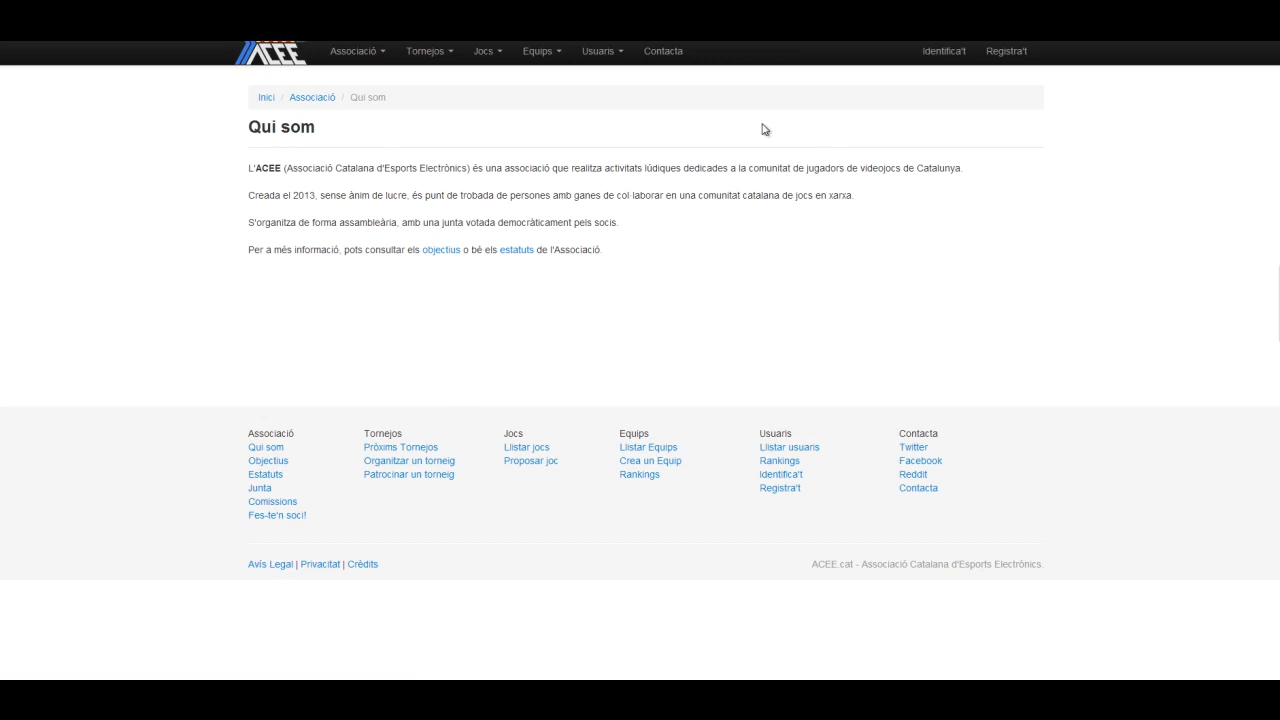 ACEE Associació Tornejos Jocs Equips Usuaris Contacta Identifica't Registra't
Inici / Associació / Qui som
Qui som
L'ACEE (Associació Catalana d'Esports Electrònics) és una associació que realitza activitats lúdiques dedicades a la comunitat de jugadors de videojocs de Catalunya.
Creada el 2013, sense ànim de lucre, és punt de trobada de persones amb ganes de col·laborar en una comunitat catalana de jocs en xarxa.
S'organitza de forma assambleària, amb una junta votada democràticament pels socis.
Per a més informació, pots consultar els objectius o bé els estatuts de l'Associació.
Associació
Qui som
Objectius
Estatuts
Junta
Comissions
Fes-te'n soci!
Tornejos
Pròxims Tornejos
Organitzar un torneig
Patrocinar un torneig
Jocs
Llistar jocs
Proposar joc
Equips
Llistar Equips
Crea un Equip
Rankings
Usuaris
Llistar usuaris
Rankings
Identifica't
Registra't
Contacta
Twitter
Facebook
Reddit
Contacta
Avís Legal | Privacitat | Crèdits
ACEE.cat - Associació Catalana d'Esports Electrònics.